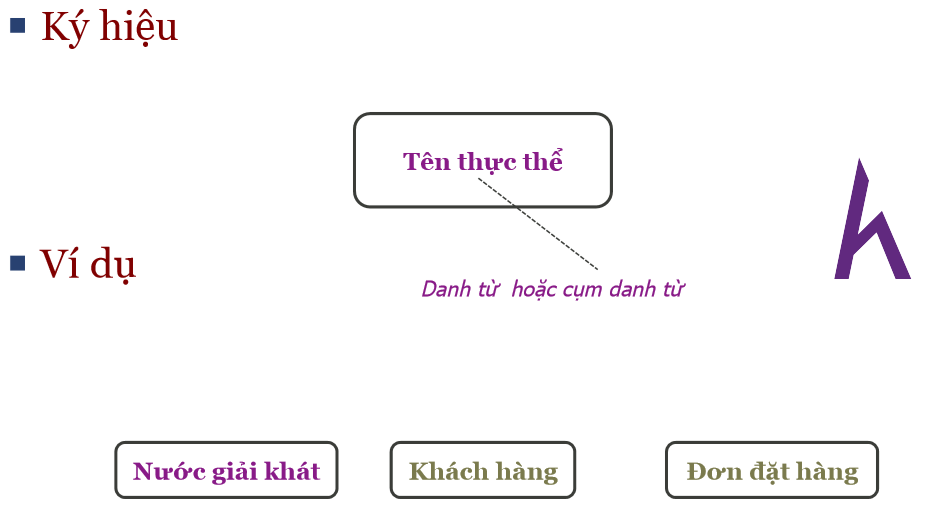 Ký hiệu
Tên thực thể
Ví dụ
Danh từ hoặc cụm danh từ
Nước giải khát
Khách hàng
Đơn đặt hàng